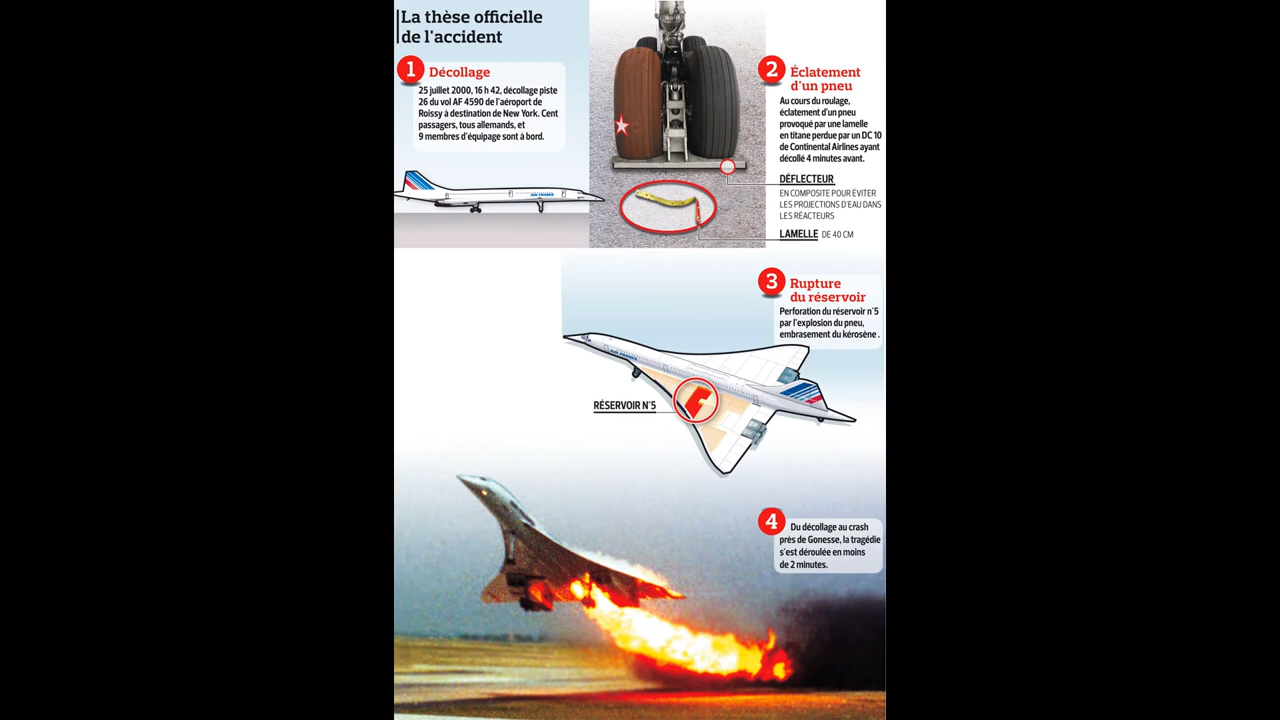 La thèse officielle
de l'accident
1 Décollage
25 juillet 2000, 16 h 42, décollage piste
26 du vol AF 4590 de l'aéroport de
Roissy à destination de New York. Cent
passagers, tous allemands, et
9 membres d'équipage sont à bord.
AIR FRANCE
2 Éclatement
d'un pneu
Au cours du roulage,
éclatement d'un pneu
provoqué par une lamelle
en titane perdue par un DC 10
de Continental Airlines ayant
décollé 4 minutes avant.
DÉFLECTEUR
EN COMPOSITE POUR ÉVITER
LES PROJECTIONS D'EAU DANS
LES RÉACTEURS
LAMELLE DE 40 CM
3 Rupture
du réservoir
Perforation du réservoir n°5
par l'explosion du pneu,
embrasement du kérosène .
RÉSERVOIR N°5
4 Du décollage au crash
près de Gonesse, la tragédie
s'est déroulée en moins
de 2 minutes.